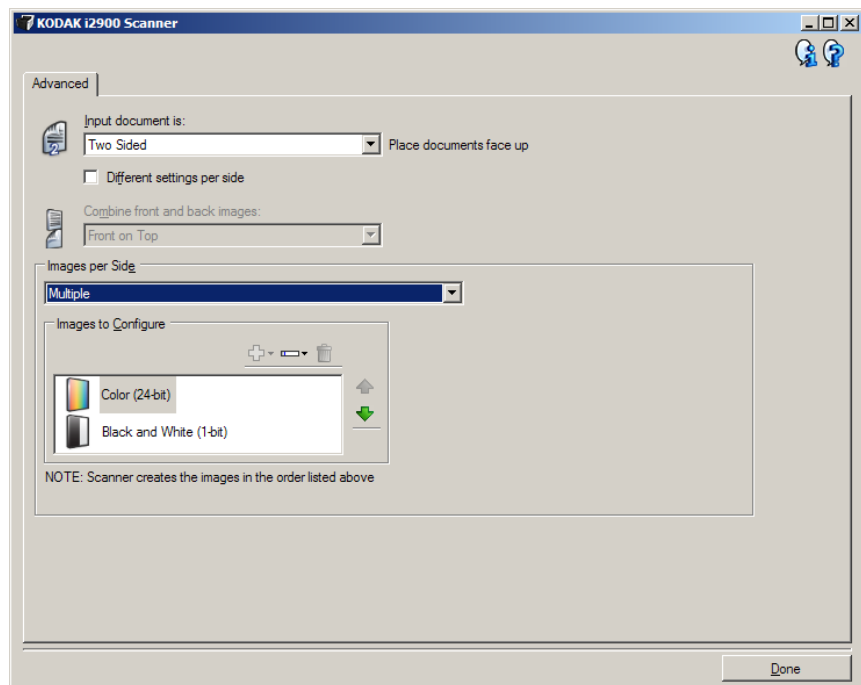 KODAK i2900 Scanner
Advanced
Input document is:
Two Sided
Place documents face up
Different settings per side
Combine front and back images:
Front on Top
Images per Side
Multiple
Images to Configure
Color (24-bit)
Black and White (1-bit)
NOTE: Scanner creates the images in the order listed above
Done